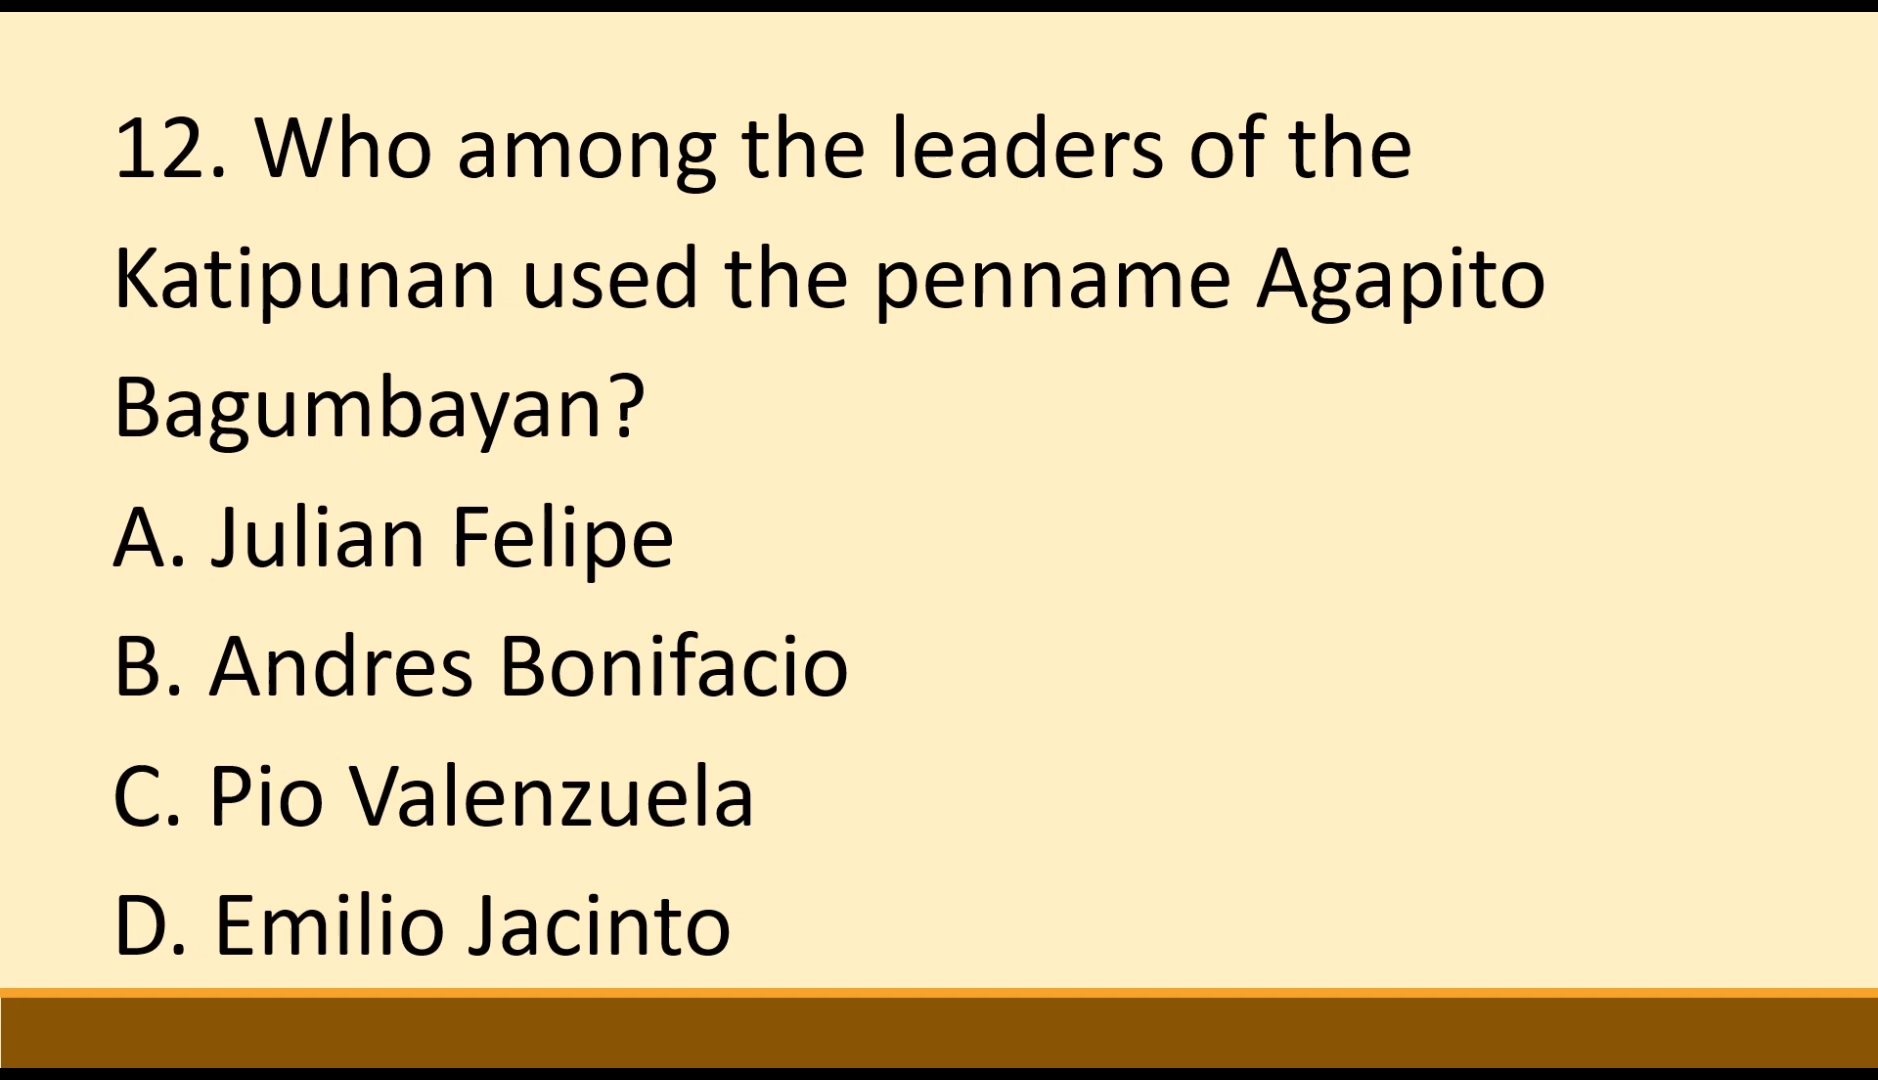 12. Who among the leaders of the
Katipunan used the penname Agapito
Bagumbayan?
A. Julian Felipe
B. Andres Bonifacio
C. Pio Valenzuela
D. Emilio Jacinto